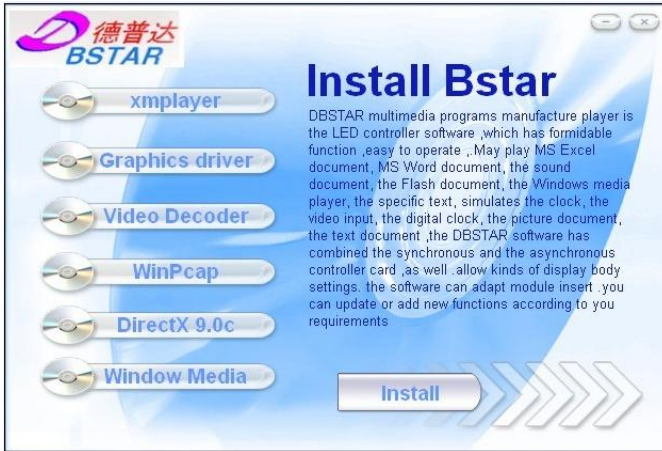 德普达
BSTAR
xmplayer
Graphics driver
Video Decoder
WinPcap
DirectX 9.0c
Window Media
Install Bstar
DBSTAR multimedia programs manufacture player is
the LED controller software ,which has formidable
function ,easy to operate ,.May play MS Excel
document, MS Word document, the sound
document, the Flash document, the Windows media
player, the specific text, simulates the clock, the
video input, the digital clock, the picture document,
the text document ,the DBSTAR software has
combined the synchronous and the asynchronous
controller card ,as well .allow kinds of display body
settings. the software can adapt module insert .you
can update or add new functions according to you
requirements
Install